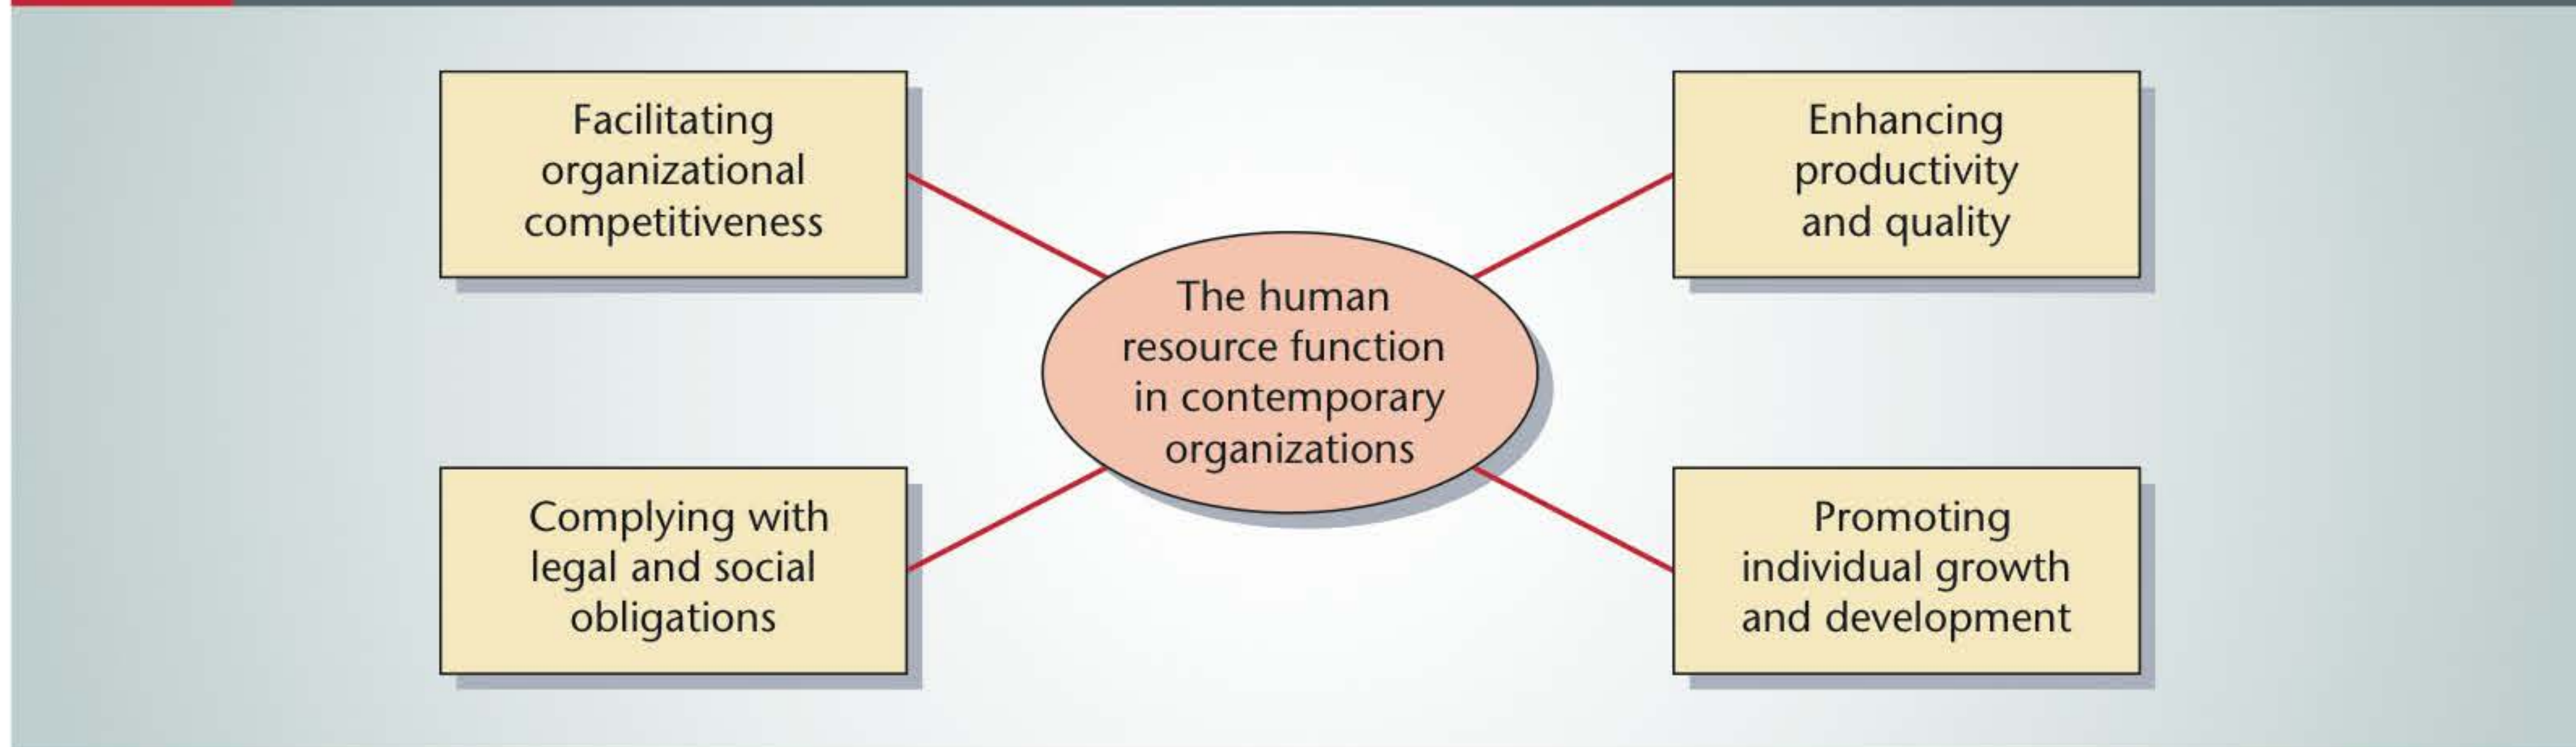 Facilitating
organizational
competitiveness
Enhancing
productivity
and quality
The human
resource function
in contemporary
organizations
Complying with
legal and social
obligations
Promoting
individual growth
and development